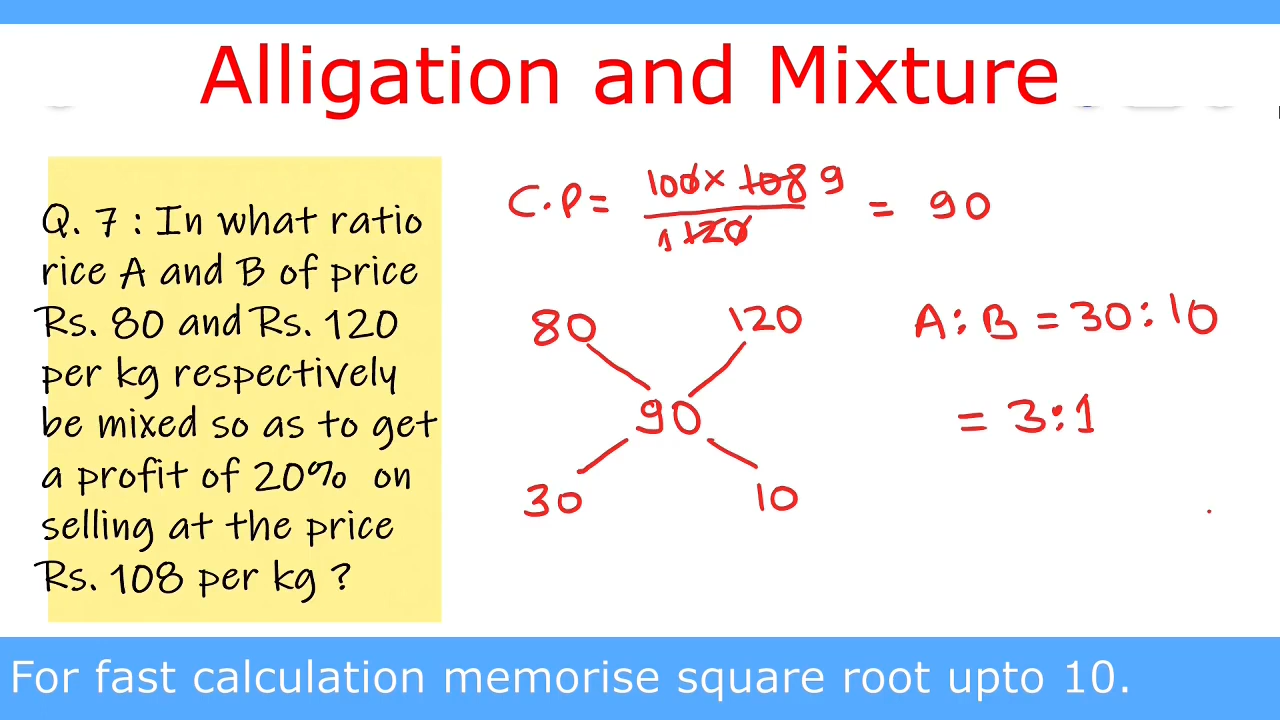 Alligation and Mixture
Q. 7 : In what ratio
rice A and B of price
Rs. 80 and Rs. 120
per kg respectively
be mixed so as to get
a profit of 20% on
selling at the price
Rs. 108 per kg ?
C.P = 100 × 108 9 / 1 120 = 90
80 120
90
30 10
A : B = 30 : 10
= 3 : 1
For fast calculation memorise square root upto 10.